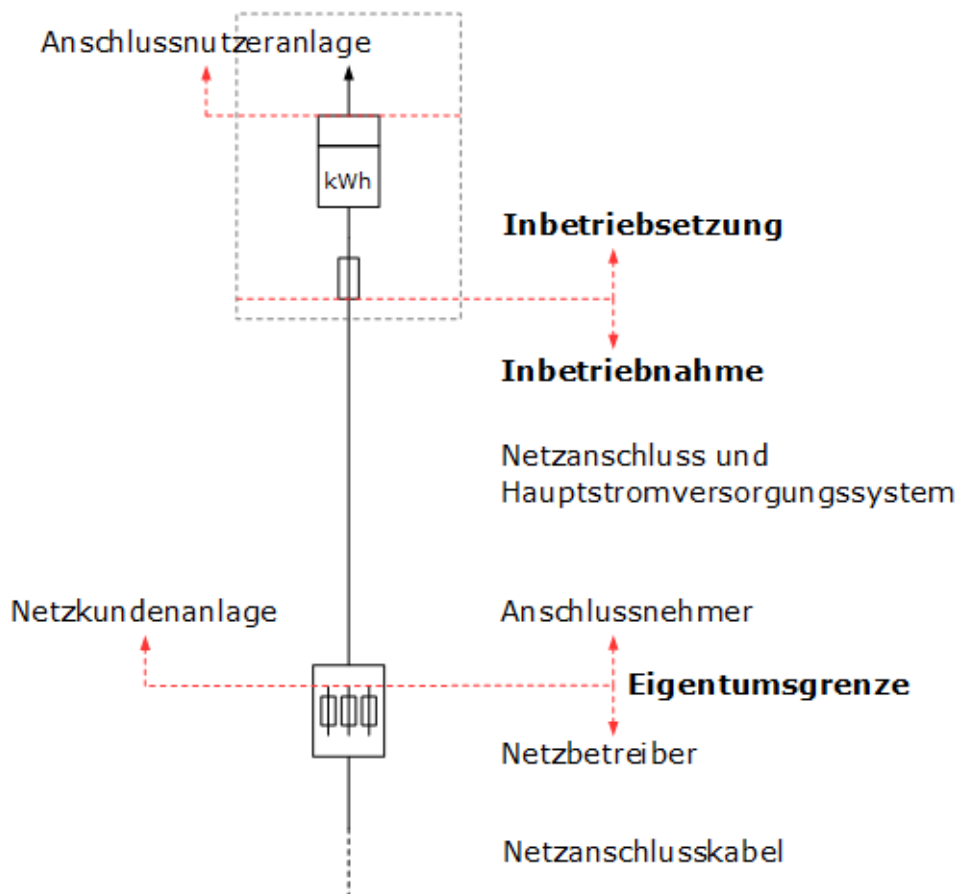 Anschlussnutzeranlage
kWh
Inbetriebsetzung
Inbetriebnahme
Netzanschluss und
Hauptstromversorgungssystem
Netzkundenanlage
Anschlussnehmer
Eigentumsgrenze
Netzbetreiber
Netzanschlusskabel